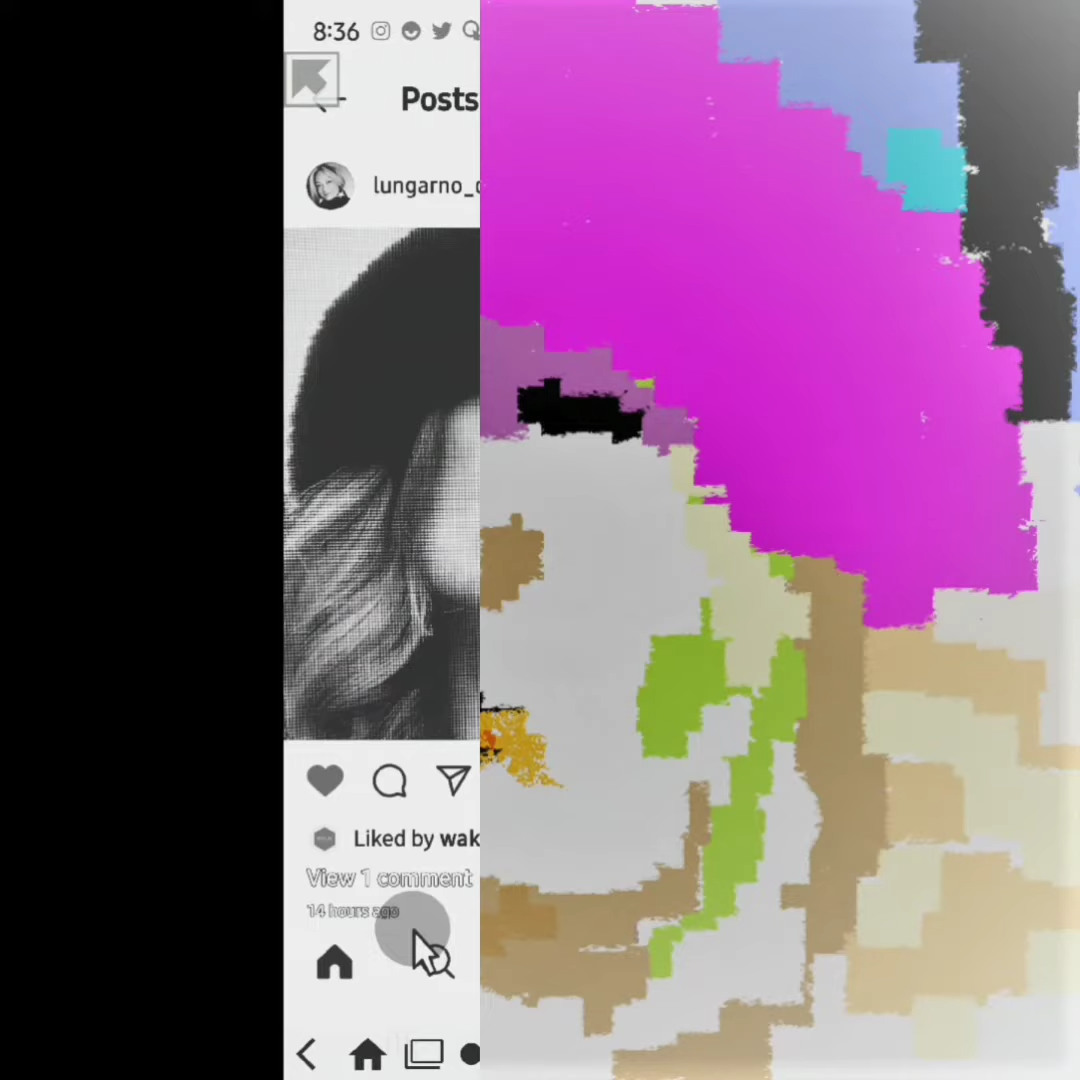 8:36
Posts
lungarno_
Liked by wak
View 1 comment
14 hours ago